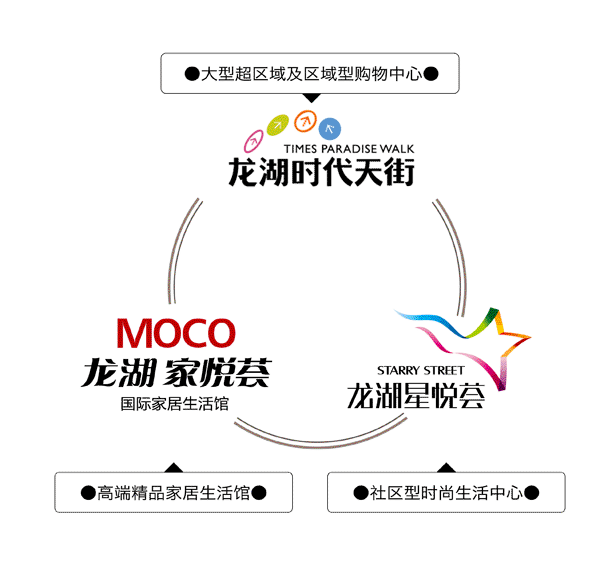 ●大型超区域及区域型购物中心●
TIMES PARADISE WALK
龙湖时代天街
MOCO
龙湖 家悦荟
国际家居生活馆
STARRY STREET
龙湖星悦荟
●高端精品家居生活馆●
●社区型时尚生活中心●